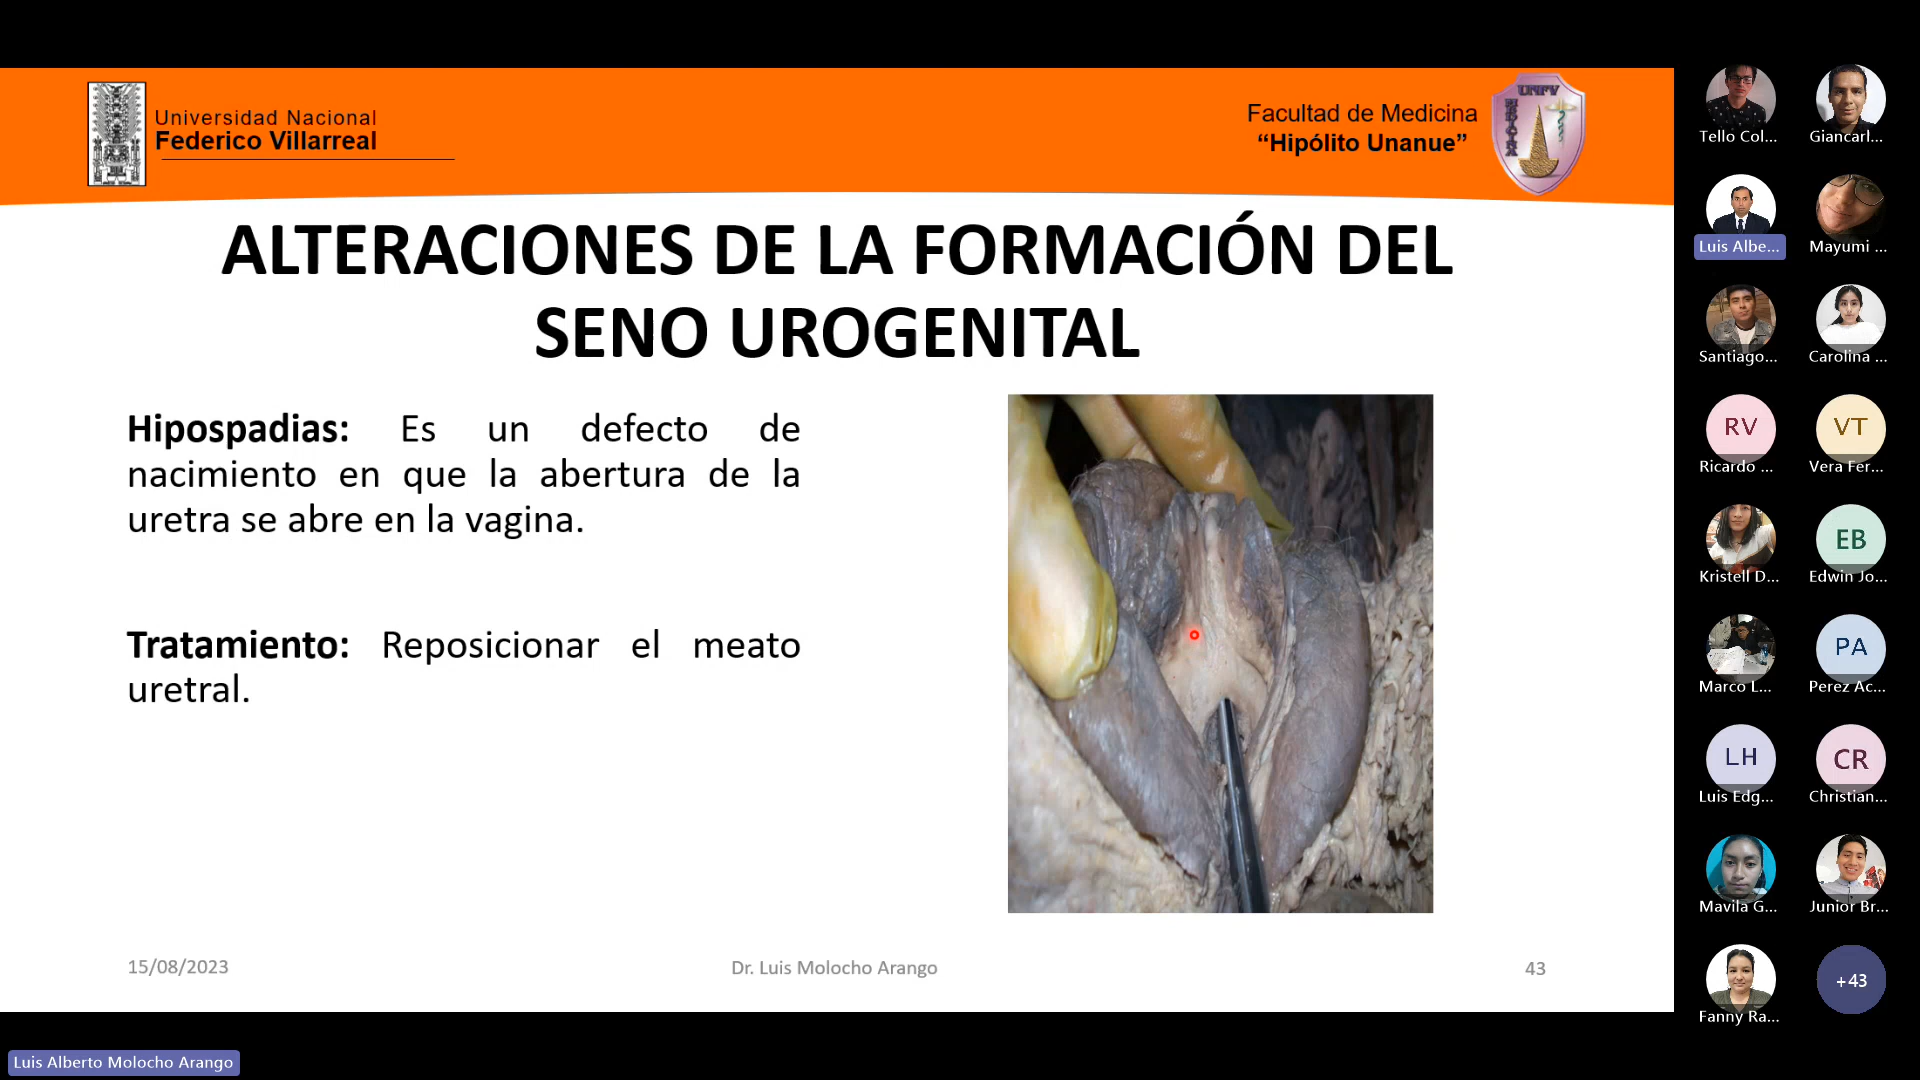 Universidad Nacional
Federico Villarreal
Facultad de Medicina
“Hipólito Unanue”
UNFV
ALTERACIONES DE LA FORMACIÓN DEL
SENO UROGENITAL
Hipospadias: Es un defecto de
nacimiento en que la abertura de la
uretra se abre en la vagina.
Tratamiento: Reposicionar el meato
uretral.
15/08/2023
Dr. Luis Molocho Arango
43
Tello Col...
Giancarl...
Luis Albe...
Mayumi ...
Santiago...
Carolina ...
RV
Ricardo ...
VT
Vera Fer...
Kristell D...
EB
Edwin Jo...
Marco L...
PA
Perez Ac...
LH
Luis Edg...
CR
Christian...
Mavila G...
Junior Br...
Fanny Ra...
+43
Luis Alberto Molocho Arango